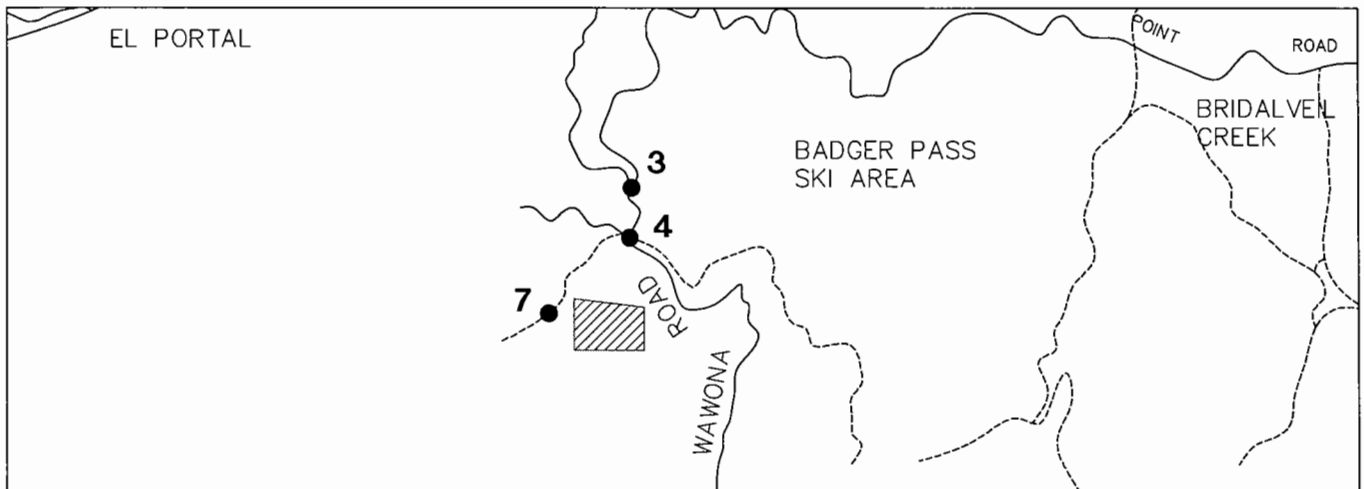 EL PORTAL
POINT
ROAD
BRIDALVEIL
CREEK
BADGER PASS
SKI AREA
3
4
7
ROAD
WAWONA